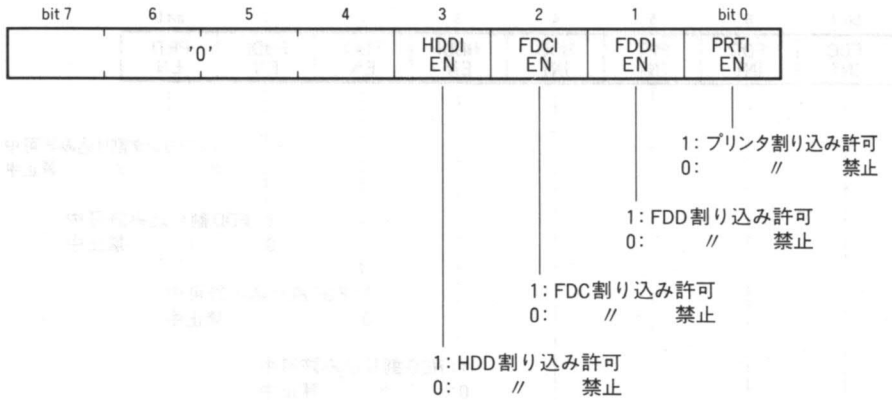 bit 7 6 5 4 3 2 1 bit 0
'0' HDDI EN FDCI EN FDDI EN PRTI EN
1: プリンタ割り込み許可
0: 〃 禁止
1: FDD割り込み許可
0: 〃 禁止
1: FDC割り込み許可
0: 〃 禁止
1: HDD割り込み許可
0: 〃 禁止